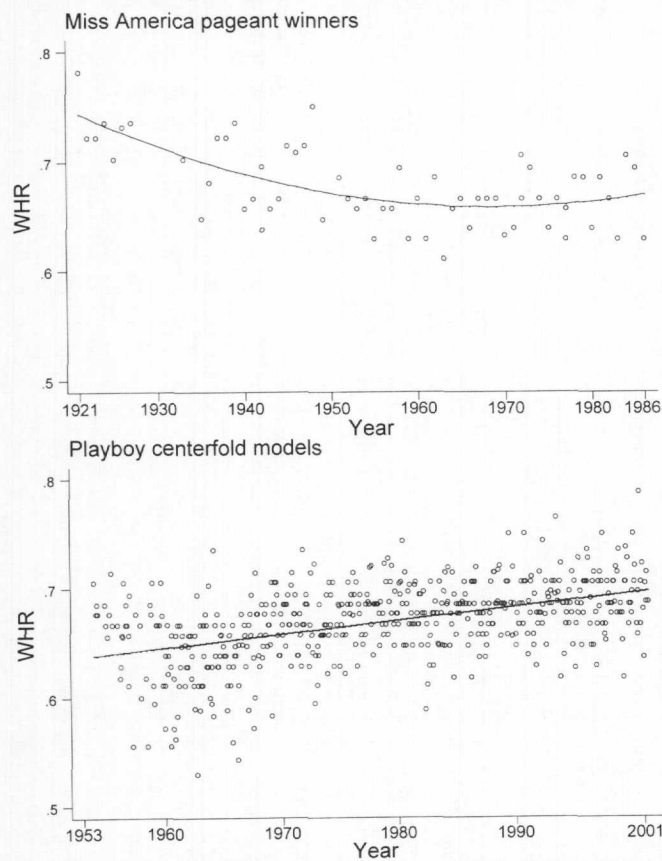 Miss America pageant winners
.8
.7
WHR
.6
.5
1921 1930 1940 1950 1960 1970 1980 1986
Year
Playboy centerfold models
.8
.7
WHR
.6
.5
1953 1960 1970 1980 1990 2001
Year